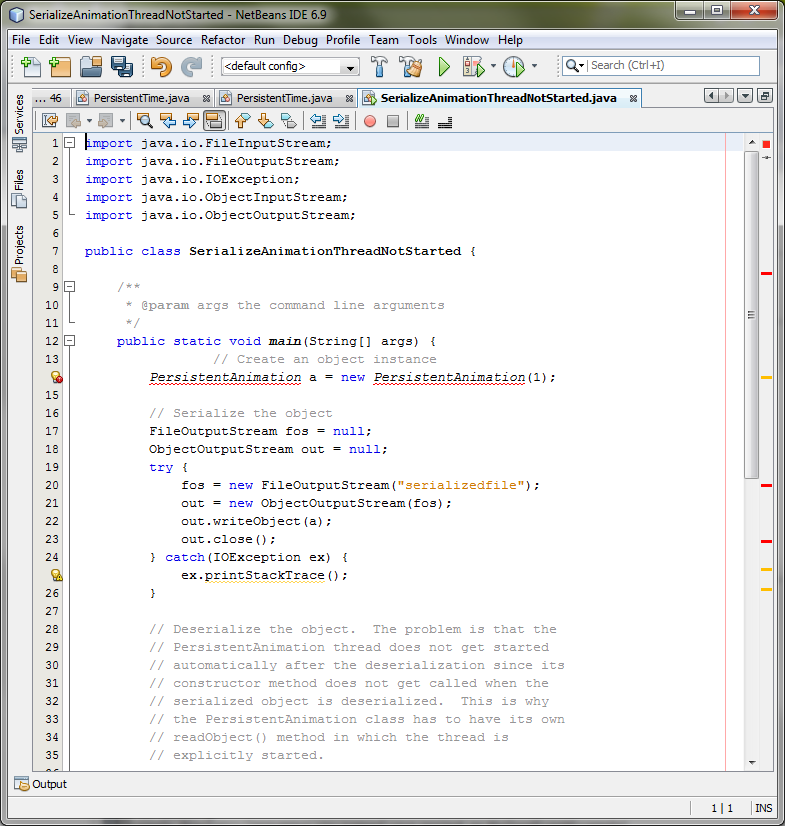 SerializeAnimationThreadNotStarted - NetBeans IDE 6.9
File Edit View Navigate Source Refactor Run Debug Profile Team Tools Window Help
<default config> Search (Ctrl+I)
... 46 PersistentTime.java PersistentTime.java SerializeAnimationThreadNotStarted.java
Services
Files
Projects
1 import java.io.FileInputStream;
2 import java.io.FileOutputStream;
3 import java.io.IOException;
4 import java.io.ObjectInputStream;
5 import java.io.ObjectOutputStream;
6
7 public class SerializeAnimationThreadNotStarted {
8
9 /**
10 * @param args the command line arguments
11 */
12 public static void main(String[] args) {
13 // Create an object instance
PersistentAnimation a = new PersistentAnimation(1);
15
16 // Serialize the object
17 FileOutputStream fos = null;
18 ObjectOutputStream out = null;
19 try {
20 fos = new FileOutputStream("serializedfile");
21 out = new ObjectOutputStream(fos);
22 out.writeObject(a);
23 out.close();
24 } catch(IOException ex) {
ex.printStackTrace();
26 }
27
28 // Deserialize the object.  The problem is that the
29 // PersistentAnimation thread does not get started
30 // automatically after the deserialization since its
31 // constructor method does not get called when the
32 // serialized object is deserialized.  This is why
33 // the PersistentAnimation class has to have its own
34 // readObject() method in which the thread is
35 // explicitly started.
Output
1 | 1 INS